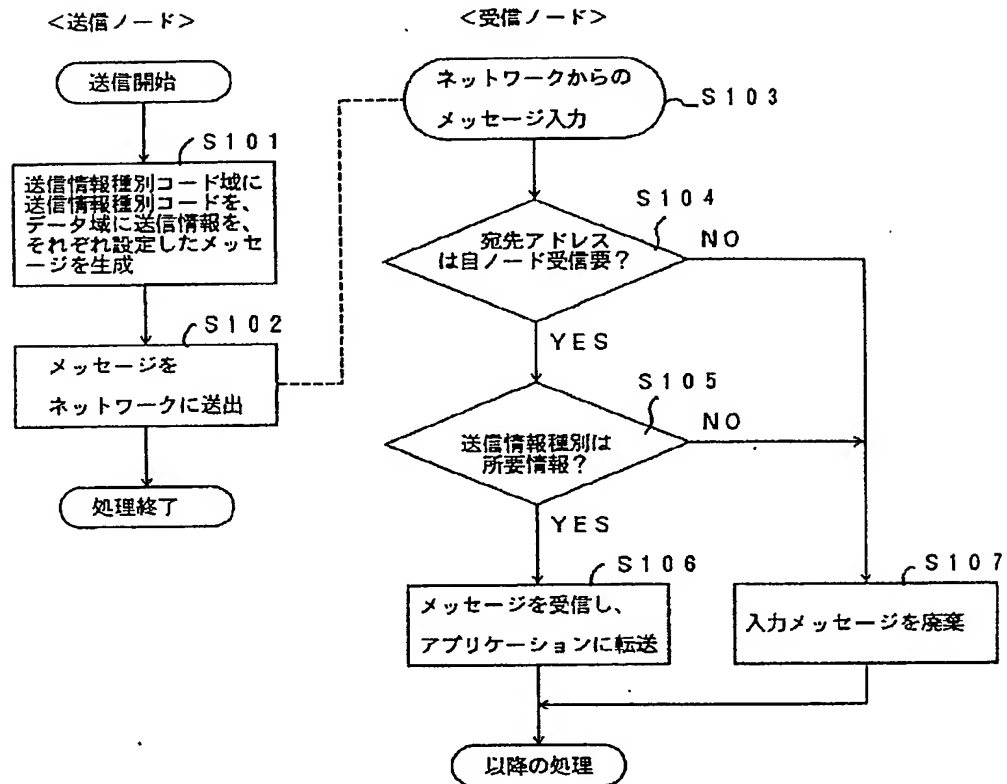 <送信ノード>
送信開始
S101
送信情報種別コード域に
送信情報種別コードを、
データ域に送信情報を、
それぞれ設定したメッセ
ージを生成
S102
メッセージを
ネットワークに送出
処理終了
<受信ノード>
ネットワークからの
メッセージ入力
S103
S104
宛先アドレス
は自ノード受信要?
NO
YES
S105
送信情報種別は
所要情報?
NO
YES
S106
メッセージを受信し、
アプリケーションに転送
S107
入力メッセージを廃棄
以降の処理